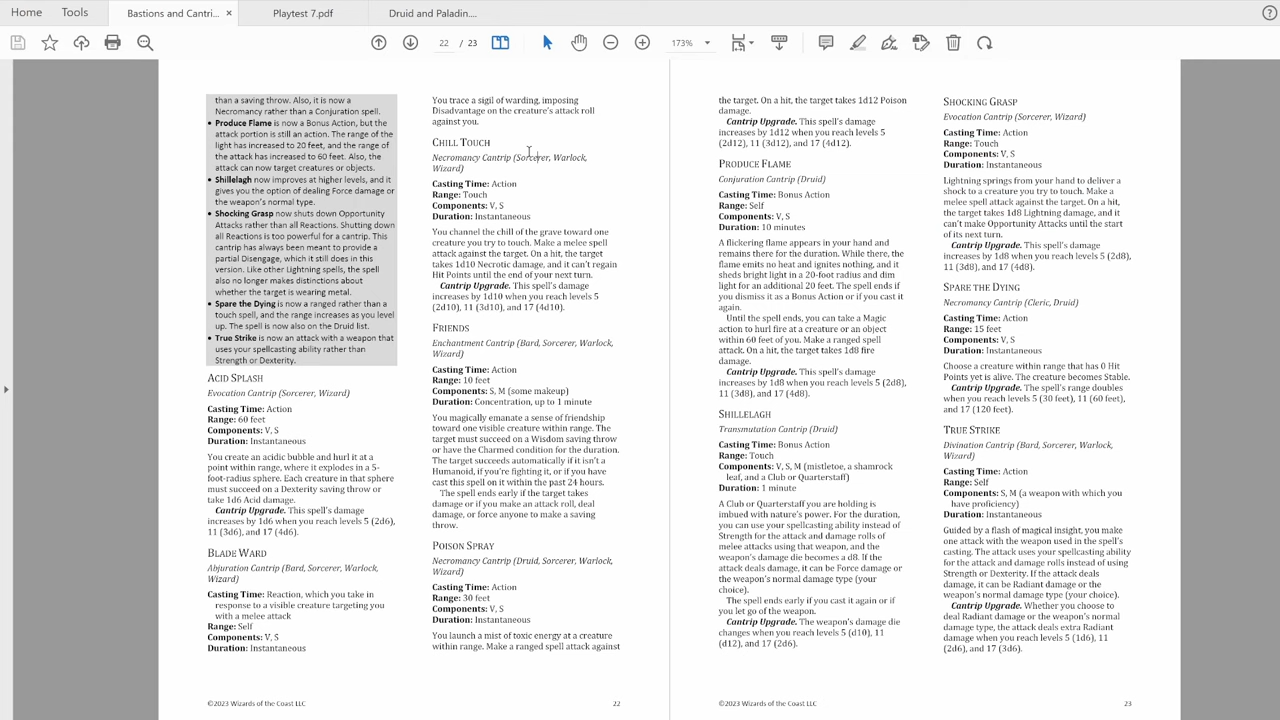 Home
Tools
Bastions and Cantri...
×
Playtest 7.pdf
Druid and Paladin....
22 / 23
173%
than a saving throw. Also, it is now a
Necromancy rather than a Conjuration spell.
• Produce Flame is now a Bonus Action, but the
attack portion is still an action. The range of the
light has increased to 20 feet, and the range of
the attack has increased to 60 feet. Also, the
attack can now target creatures or objects.
• Shillelagh now improves at higher levels, and it
gives you the option of dealing Force damage or
the weapon's normal type.
• Shocking Grasp now shuts down Opportunity
Attacks rather than all Reactions. Shutting down
all Reactions is too powerful for a cantrip. This
cantrip has always been meant to provide a
partial Disengage, which it still does in this
version. Like other Lightning spells, the spell
also no longer makes distinctions about
whether the target is wearing metal.
• Spare the Dying is now a ranged rather than a
touch spell, and the range increases as you level
up. The spell is now also on the Druid list.
• True Strike is now an attack with a weapon that
uses your spellcasting ability rather than
Strength or Dexterity.
ACID SPLASH
Evocation Cantrip (Sorcerer, Wizard)
Casting Time: Action
Range: 60 feet
Components: V, S
Duration: Instantaneous
You create an acidic bubble and hurl it at a
point within range, where it explodes in a 5-
foot-radius sphere. Each creature in that sphere
must succeed on a Dexterity saving throw or
take 1d6 Acid damage.
Cantrip Upgrade. This spell's damage
increases by 1d6 when you reach levels 5 (2d6),
11 (3d6), and 17 (4d6).
BLADE WARD
Abjuration Cantrip (Bard, Sorcerer, Warlock,
Wizard)
Casting Time: Reaction, which you take in
response to a visible creature targeting you
with a melee attack
Range: Self
Components: V, S
Duration: Instantaneous
You trace a sigil of warding, imposing
Disadvantage on the creature's attack roll
against you.
CHILL TOUCH
Necromancy Cantrip (Sorcerer, Warlock,
Wizard)
Casting Time: Action
Range: Touch
Components: V, S
Duration: Instantaneous
You channel the chill of the grave toward one
creature you try to touch. Make a melee spell
attack against the target. On a hit, the target
takes 1d10 Necrotic damage, and it can't regain
Hit Points until the end of your next turn.
Cantrip Upgrade. This spell's damage
increases by 1d10 when you reach levels 5
(2d10), 11 (3d10), and 17 (4d10).
FRIENDS
Enchantment Cantrip (Bard, Sorcerer, Warlock,
Wizard)
Casting Time: Action
Range: 10 feet
Components: S, M (some makeup)
Duration: Concentration, up to 1 minute
You magically emanate a sense of friendship
toward one visible creature within range. The
target must succeed on a Wisdom saving throw
or have the Charmed condition for the duration.
The target succeeds automatically if it isn't a
Humanoid, if you're fighting it, or if you have
cast this spell on it within the past 24 hours.
The spell ends early if the target takes
damage or if you make an attack roll, deal
damage, or force anyone to make a saving
throw.
POISON SPRAY
Necromancy Cantrip (Druid, Sorcerer, Warlock,
Wizard)
Casting Time: Action
Range: 30 feet
Components: V, S
Duration: Instantaneous
You launch a mist of toxic energy at a creature
within range. Make a ranged spell attack against
©2023 Wizards of the Coast LLC
22
the target. On a hit, the target takes 1d12 Poison
damage.
Cantrip Upgrade. This spell's damage
increases by 1d12 when you reach levels 5
(2d12), 11 (3d12), and 17 (4d12).
PRODUCE FLAME
Conjuration Cantrip (Druid)
Casting Time: Bonus Action
Range: Self
Components: V, S
Duration: 10 minutes
A flickering flame appears in your hand and
remains there for the duration. While there, the
flame emits no heat and ignites nothing, and it
sheds bright light in a 20-foot radius and dim
light for an additional 20 feet. The spell ends if
you dismiss it as a Bonus Action or if you cast it
again.
Until the spell ends, you can take a Magic
action to hurl fire at a creature or an object
within 60 feet of you. Make a ranged spell
attack. On a hit, the target takes 1d8 fire
damage.
Cantrip Upgrade. This spell's damage
increases by 1d8 when you reach levels 5 (2d8),
11 (3d8), and 17 (4d8).
SHILLELAGH
Transmutation Cantrip (Druid)
Casting Time: Bonus Action
Range: Touch
Components: V, S, M (mistletoe, a shamrock
leaf, and a Club or Quarterstaff)
Duration: 1 minute
A Club or Quarterstaff you are holding is
imbued with nature's power. For the duration,
you can use your spellcasting ability instead of
Strength for the attack and damage rolls of
melee attacks using that weapon, and the
weapon's damage die becomes a d8. If the
attack deals damage, it can be Force damage or
the weapon's normal damage type (your
choice).
The spell ends early if you cast it again or if
you let go of the weapon.
Cantrip Upgrade. The weapon's damage die
changes when you reach levels 5 (d10), 11
(d12), and 17 (2d6).
SHOCKING GRASP
Evocation Cantrip (Sorcerer, Wizard)
Casting Time: Action
Range: Touch
Components: V, S
Duration: Instantaneous
Lightning springs from your hand to deliver a
shock to a creature you try to touch. Make a
melee spell attack against the target. On a hit,
the target takes 1d8 Lightning damage, and it
can't make Opportunity Attacks until the start
of its next turn.
Cantrip Upgrade. This spell's damage
increases by 1d8 when you reach levels 5 (2d8),
11 (3d8), and 17 (4d8).
SPARE THE DYING
Necromancy Cantrip (Cleric, Druid)
Casting Time: Action
Range: 15 feet
Components: V, S
Duration: Instantaneous
Choose a creature within range that has 0 Hit
Points yet is alive. The creature becomes Stable.
Cantrip Upgrade. The spell's range doubles
when you reach levels 5 (30 feet), 11 (60 feet),
and 17 (120 feet).
TRUE STRIKE
Divination Cantrip (Bard, Sorcerer, Warlock,
Wizard)
Casting Time: Action
Range: Self
Components: S, M (a weapon with which you
have proficiency)
Duration: Instantaneous
Guided by a flash of magical insight, you make
one attack with the weapon used in the spell's
casting. The attack uses your spellcasting ability
for the attack and damage rolls instead of using
Strength or Dexterity. If the attack deals
damage, it can be Radiant damage or the
weapon's normal damage type (your choice).
Cantrip Upgrade. Whether you choose to
deal Radiant damage or the weapon's normal
damage type, the attack deals extra Radiant
damage when you reach levels 5 (1d6), 11
(2d6), and 17 (3d6).
©2023 Wizards of the Coast LLC
23